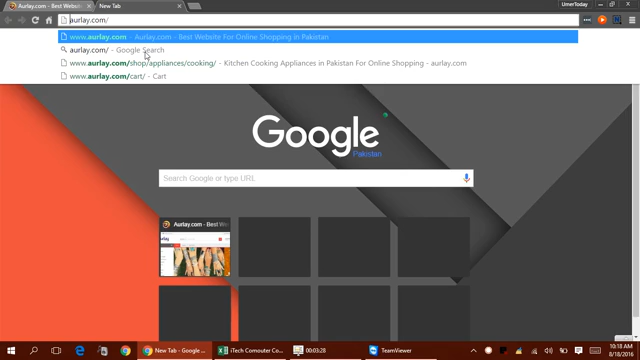 Aurlay.com - Best Websit
New Tab
UmerToday
aurlay.com/
www.aurlay.com - Aurlay.com - Best Website For Online Shopping in Pakistan
aurlay.com/ - Google Search
www.aurlay.com/shop/appliances/cooking/ - Kitchen Cooking Appliances in Pakistan For Online Shopping - aurlay.com
www.aurlay.com/cart/ - Cart
Google
Pakistan
Search Google or type URL
Aurlay.com - Best Web
New Tab - Google ...
iTech Comouter Co...
00:03:28
TeamViewer
10:18 AM
8/18/2016